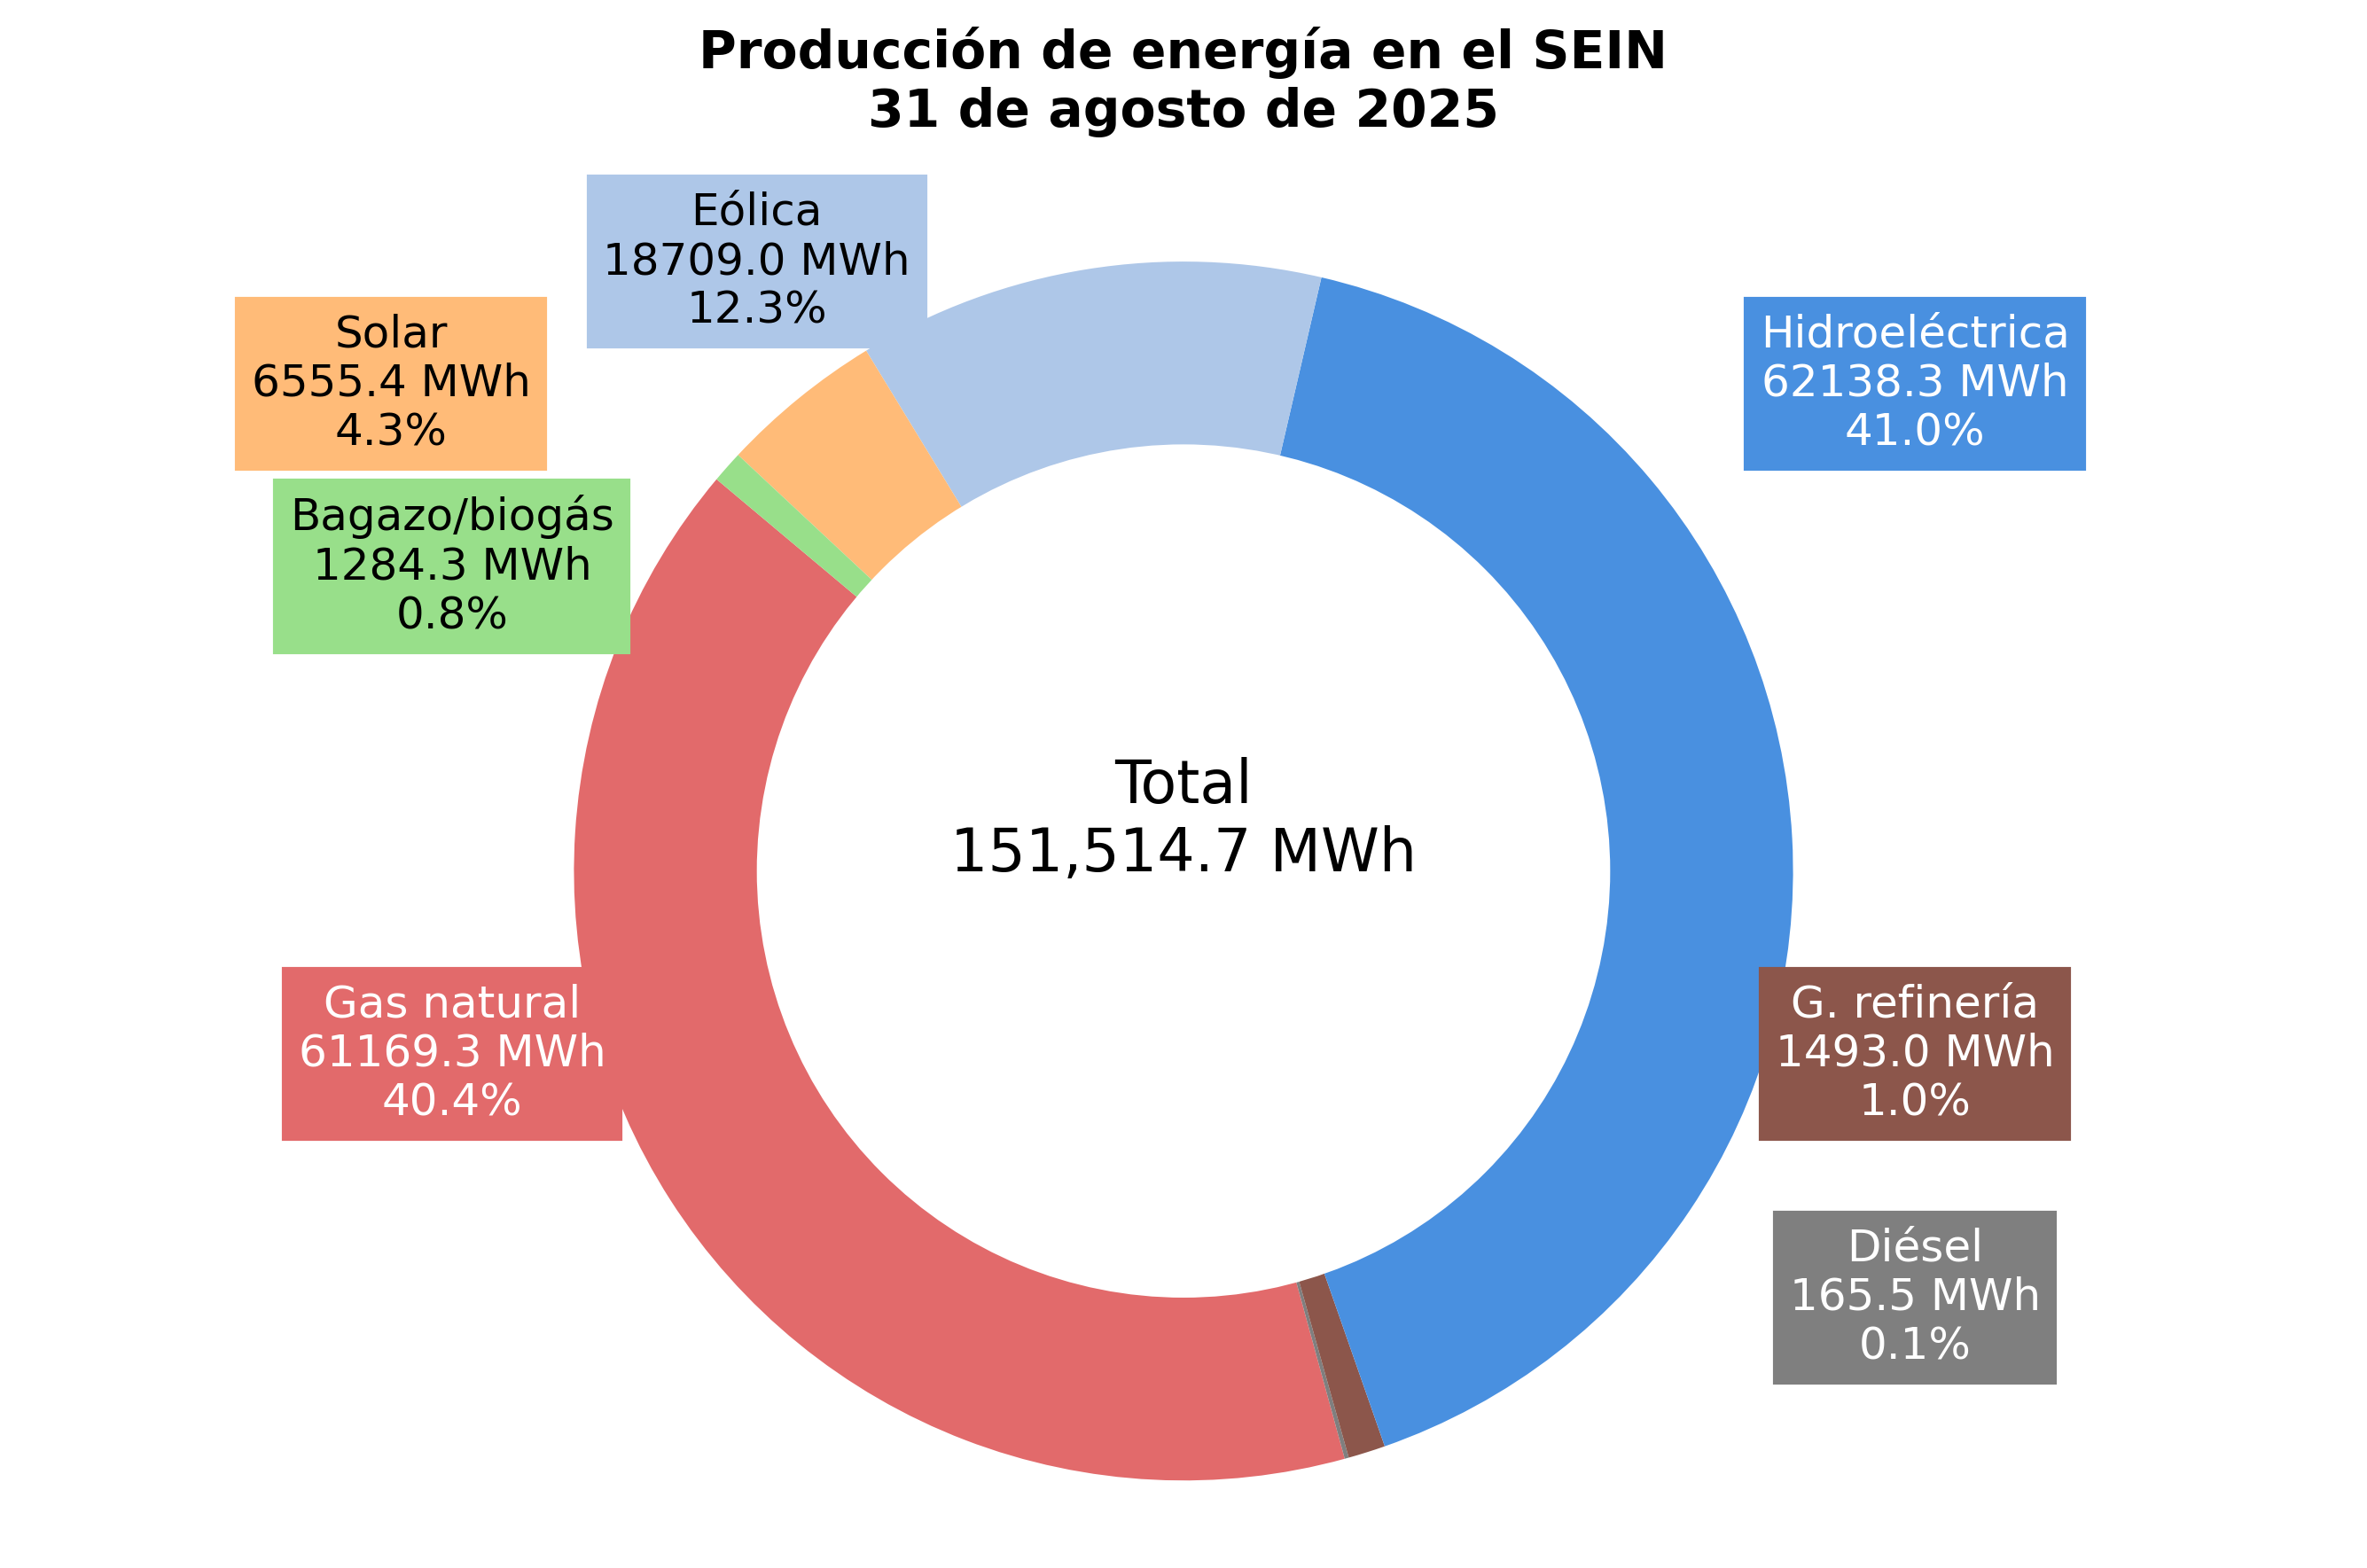 Producción de energía en el SEIN
31 de agosto de 2025
Eólica
18709.0 MWh
12.3%
Solar
6555.4 MWh
4.3%
Hidroeléctrica
62138.3 MWh
41.0%
Bagazo/biogás
1284.3 MWh
0.8%
Total
151,514.7 MWh
Gas natural
61169.3 MWh
40.4%
G. refinería
1493.0 MWh
1.0%
Diésel
165.5 MWh
0.1%